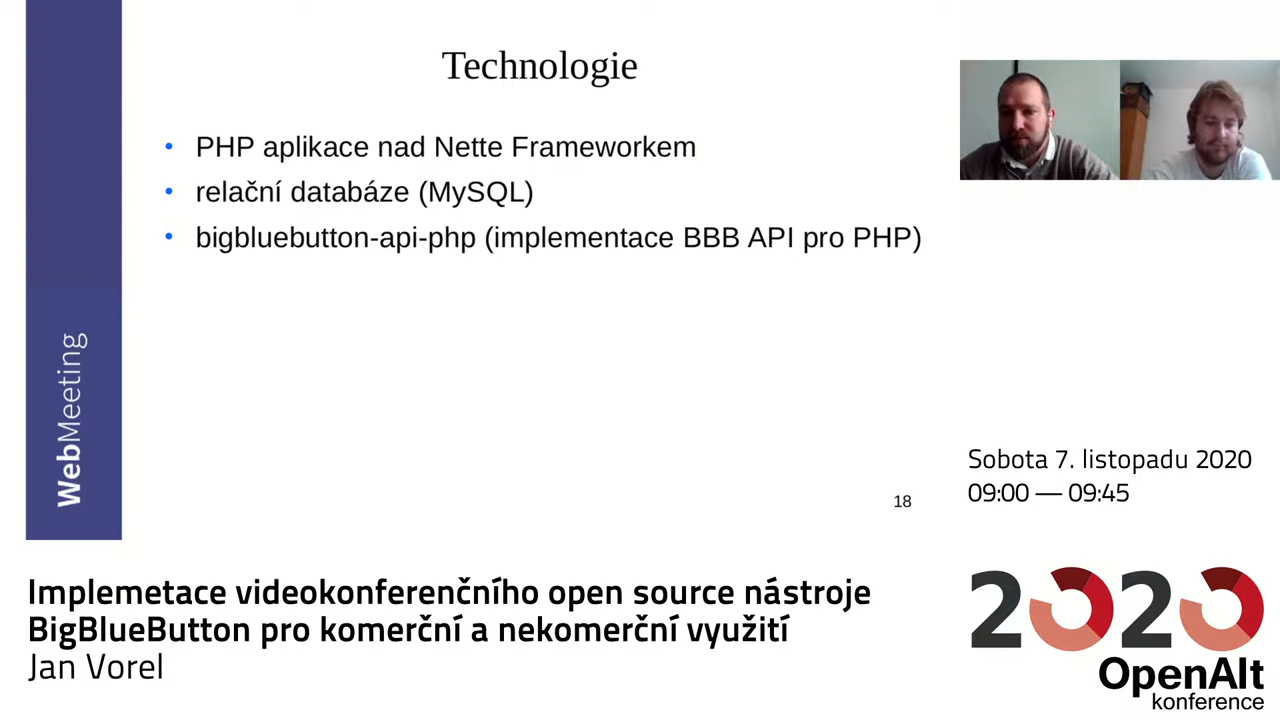 Technologie
PHP aplikace nad Nette Frameworkem
relační databáze (MySQL)
bigbluebutton-api-php (implementace BBB API pro PHP)
WebMeeting
18
Sobota 7. listopadu 2020
09:00 — 09:45
Implemetace videokonferenčního open source nástroje
BigBlueButton pro komerční a nekomerční využití
Jan Vorel
2020
OpenAlt
konference